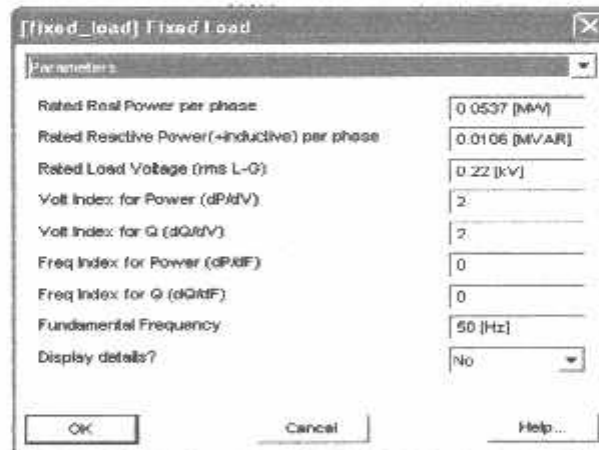 [fixed_load] Fixed Load
Parameters
Rated Real Power per phase 0.0537 [MW]
Rated Reactive Power(+inductive) per phase 0.0106 [MVAR]
Rated Load Voltage (rms L-G) 0.22 [kV]
Volt Index for Power (dP/dV) 2
Volt Index for Q (dQ/dV) 2
Freq Index for Power (dP/dF) 0
Freq Index for Q (dQ/dF) 0
Fundamental Frequency 50 [Hz]
Display details? No
OK Cancel Help...